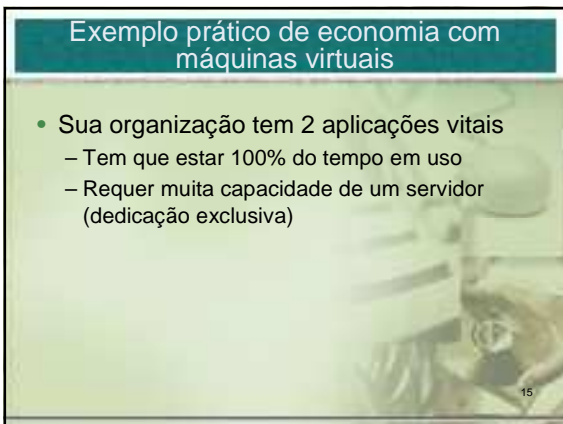 Exemplo prático de economia com
máquinas virtuais
• Sua organização tem 2 aplicações vitais
– Tem que estar 100% do tempo em uso
– Requer muita capacidade de um servidor
(dedicação exclusiva)
15